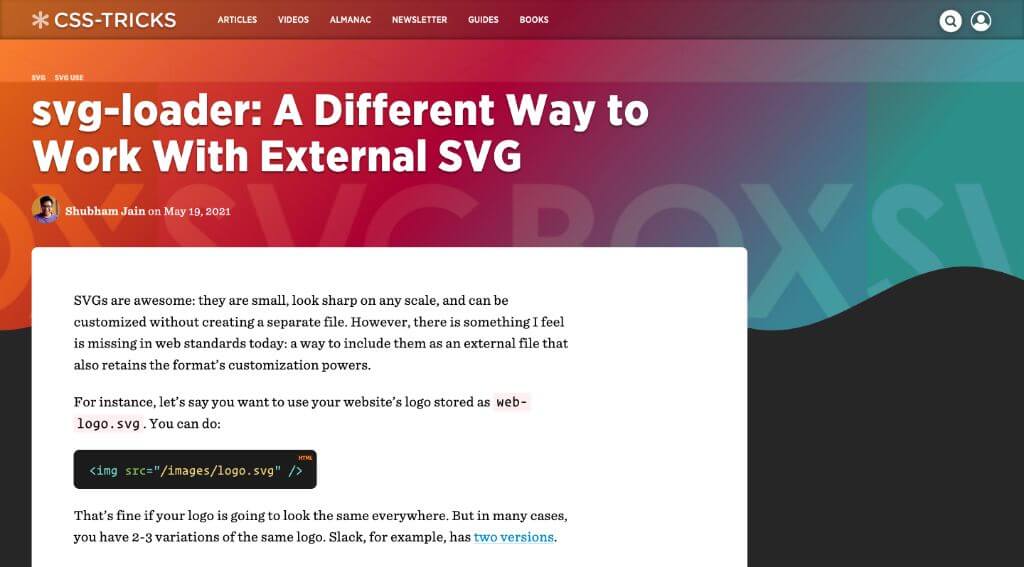 CSS-TRICKS
ARTICLES VIDEOS ALMANAC NEWSLETTER GUIDES BOOKS
SVG SVG USE
svg-loader: A Different Way to
Work With External SVG
OXSVGBOXSV
Shubham Jain on May 19, 2021
SVGs are awesome: they are small, look sharp on any scale, and can be
customized without creating a separate file. However, there is something I feel
is missing in web standards today: a way to include them as an external file that
also retains the format’s customization powers.
For instance, let’s say you want to use your website’s logo stored as web-
logo.svg. You can do:
HTML
<img src="/images/logo.svg" />
That’s fine if your logo is going to look the same everywhere. But in many cases,
you have 2-3 variations of the same logo. Slack, for example, has two versions.